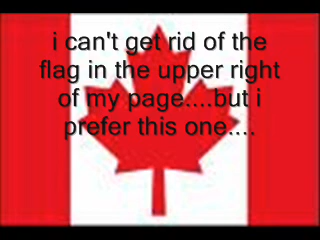 i can't get rid of the
flag in the upper right
of my page....but i
prefer this one....